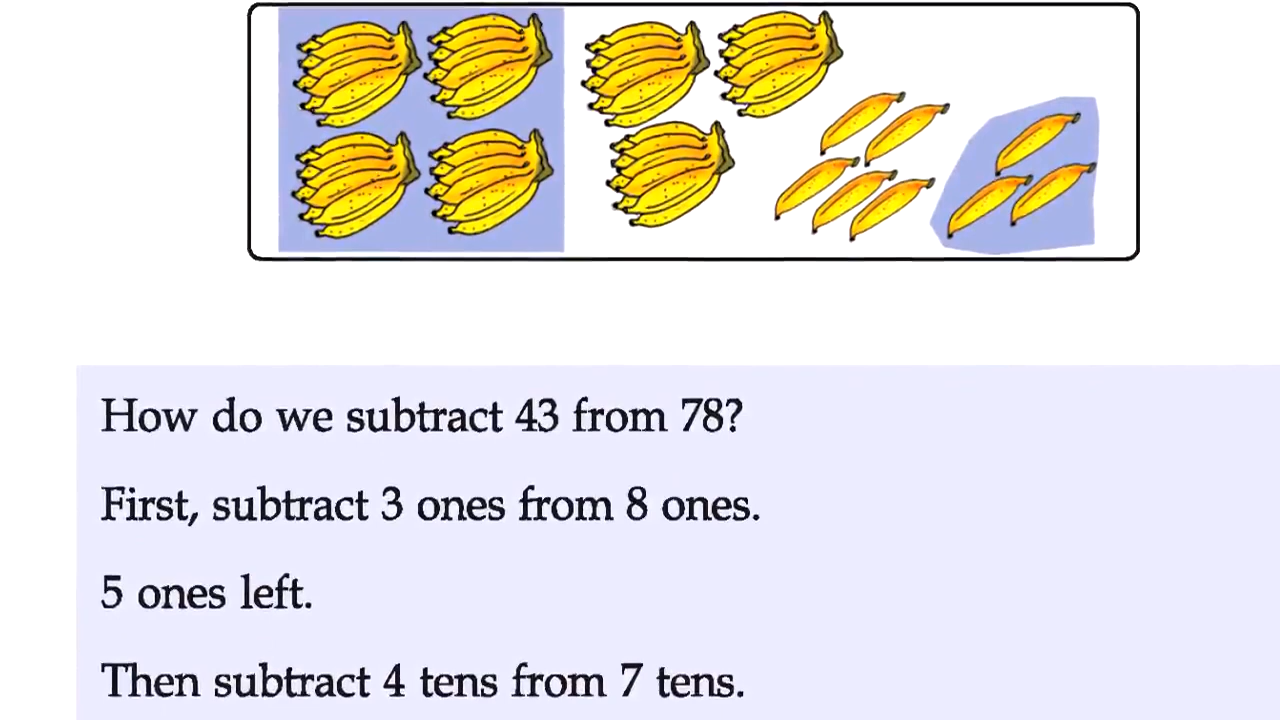 How do we subtract 43 from 78?
First, subtract 3 ones from 8 ones.
5 ones left.
Then subtract 4 tens from 7 tens.